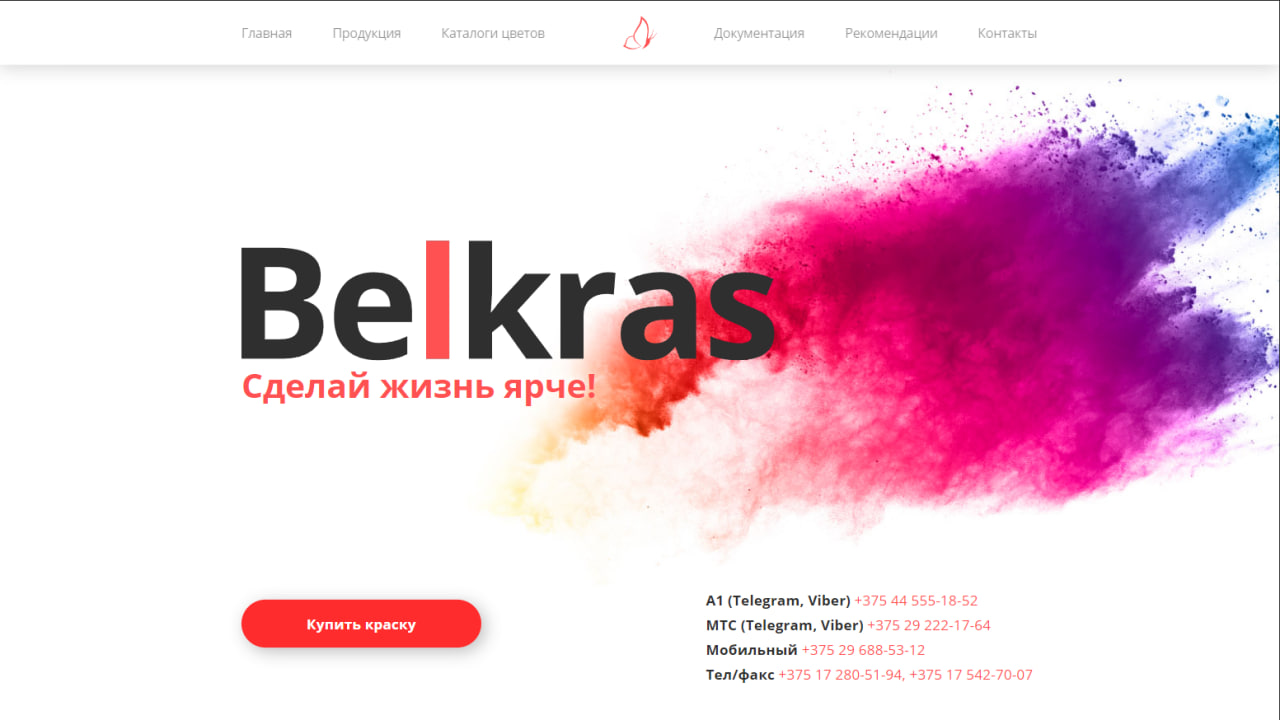 Главная Продукция Каталоги цветов Документация Рекомендации Контакты
Belkras
Сделай жизнь ярче!
Купить краску
A1 (Telegram, Viber) +375 44 555-18-52
МТС (Telegram, Viber) +375 29 222-17-64
Мобильный +375 29 688-53-12
Тел/факс +375 17 280-51-94, +375 17 542-70-07